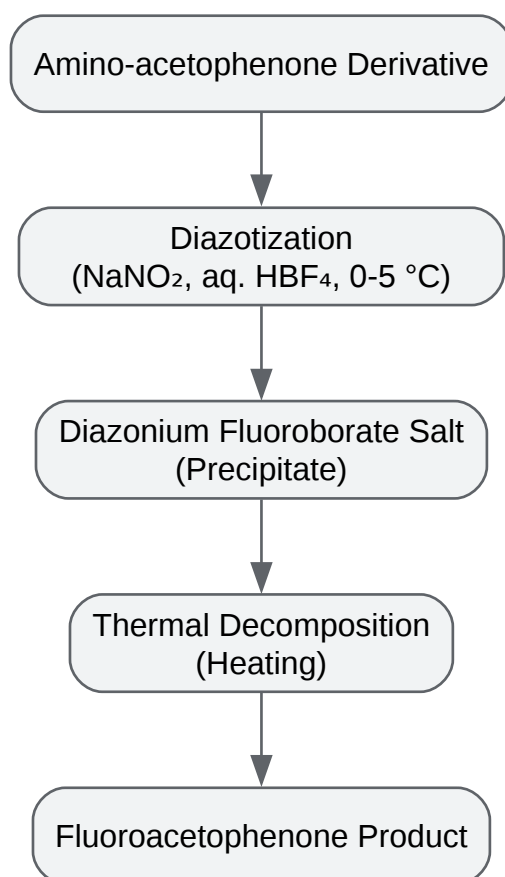 Amino-acetophenone Derivative
Diazotization
(NaNO₂, aq. HBF₄, 0-5 °C)
Diazonium Fluoroborate Salt
(Precipitate)
Thermal Decomposition
(Heating)
Fluoroacetophenone Product